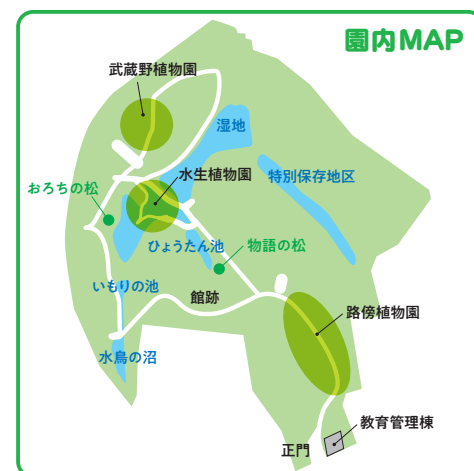 園内MAP
武蔵野植物園
湿地
水生植物園
特別保存地区
おろちの松
ひょうたん池
物語の松
いもりの池
館跡
路傍植物園
水鳥の沼
教育管理棟
正門